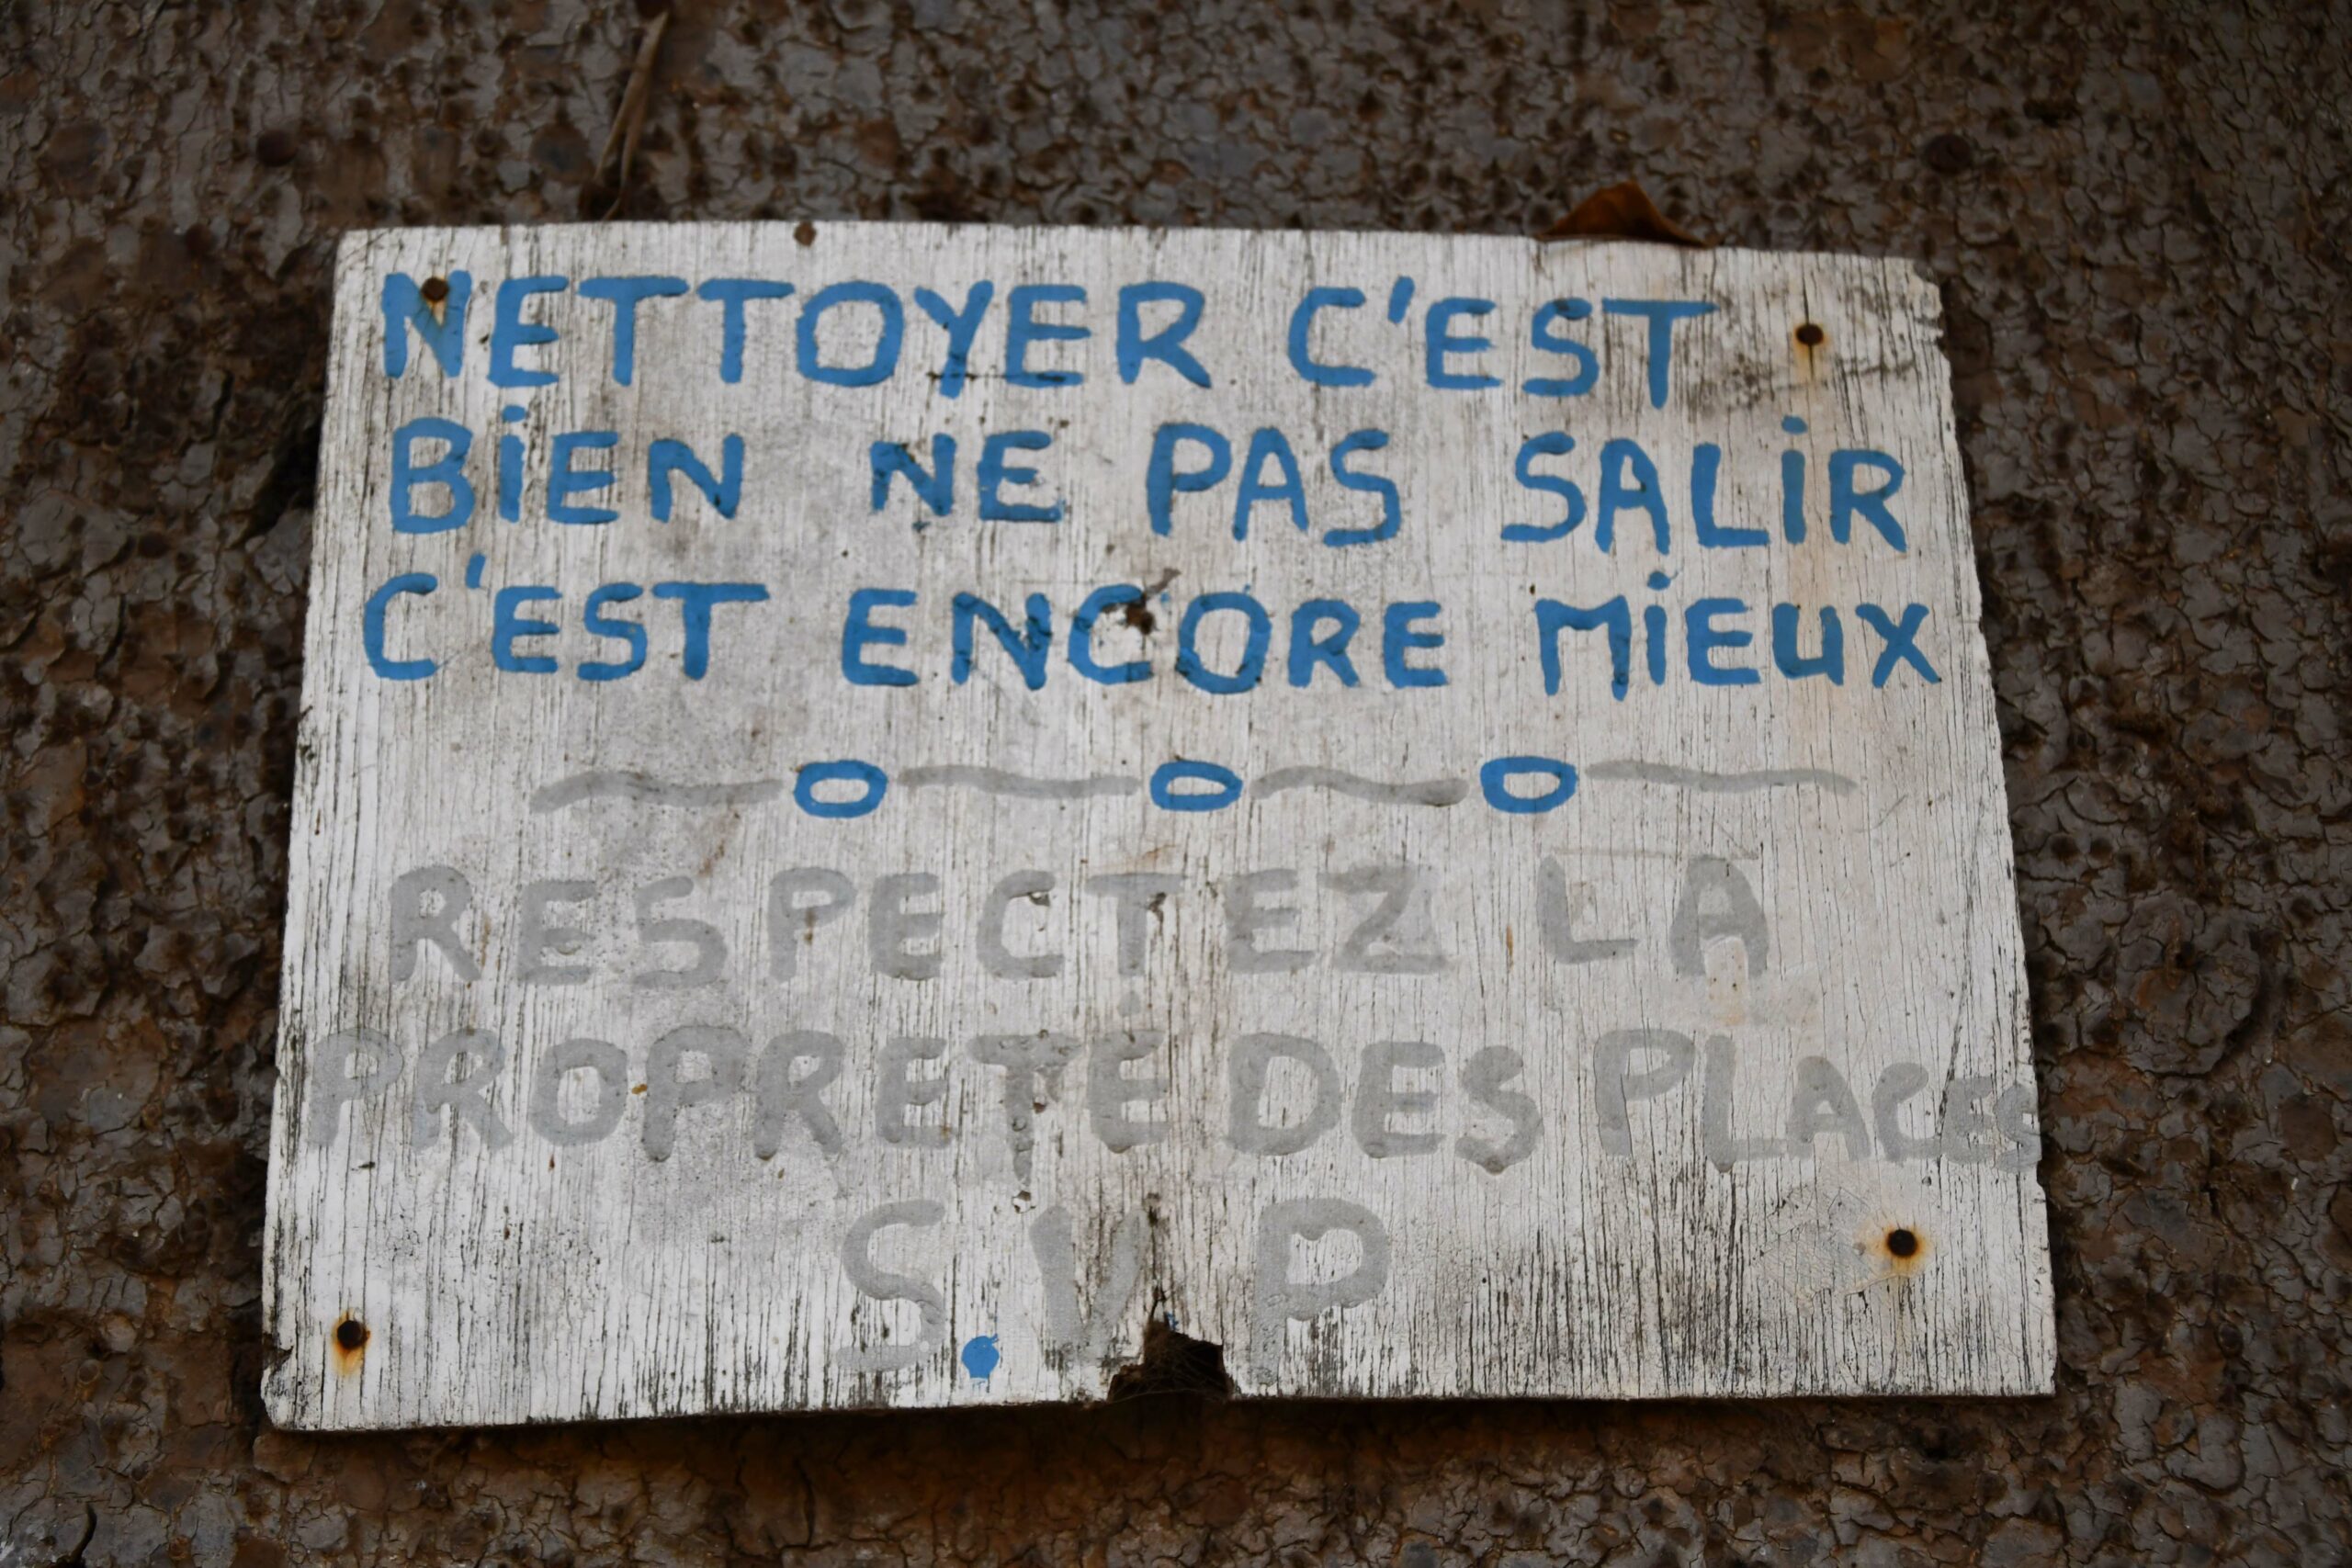 NETTOYER C'EST
BiEN NE PAS SALiR
C'EST ENCORE MiEUX
RESPECTEZ LA
PROPRETÉ DES PLACES
S.V P